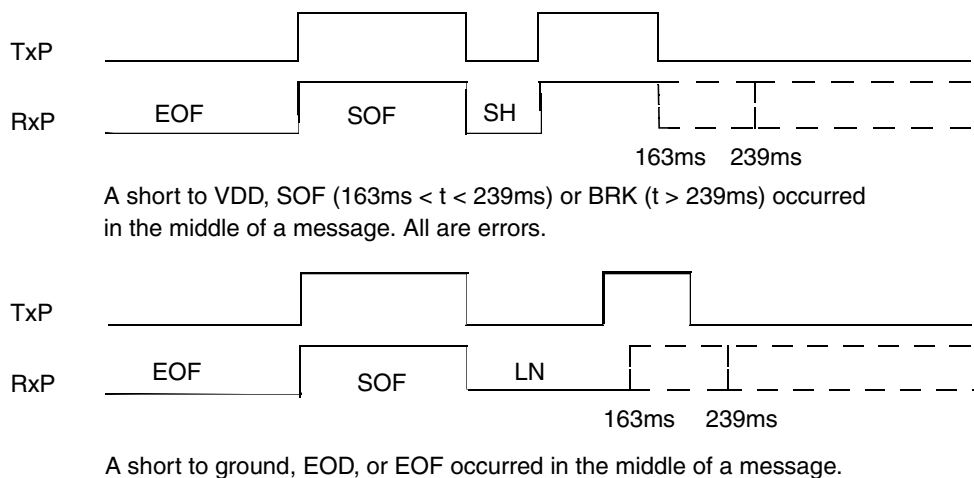 TxP
RxP
EOF SOF SH
163ms 239ms
A short to VDD, SOF (163ms < t < 239ms) or BRK (t > 239ms) occurred
in the middle of a message. All are errors.
TxP
RxP
EOF SOF LN
163ms 239ms
A short to ground, EOD, or EOF occurred in the middle of a message.